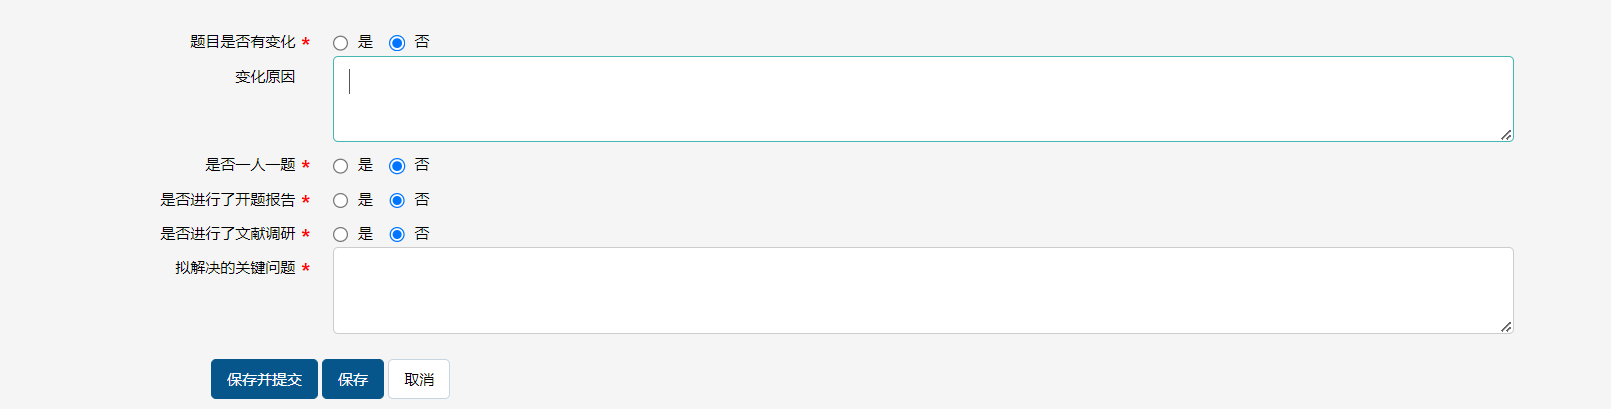 题目是否有变化 * 是 否
变化原因
是否一人一题 * 是 否
是否进行了开题报告 * 是 否
是否进行了文献调研 * 是 否
拟解决的关键问题 *
保存并提交 保存 取消